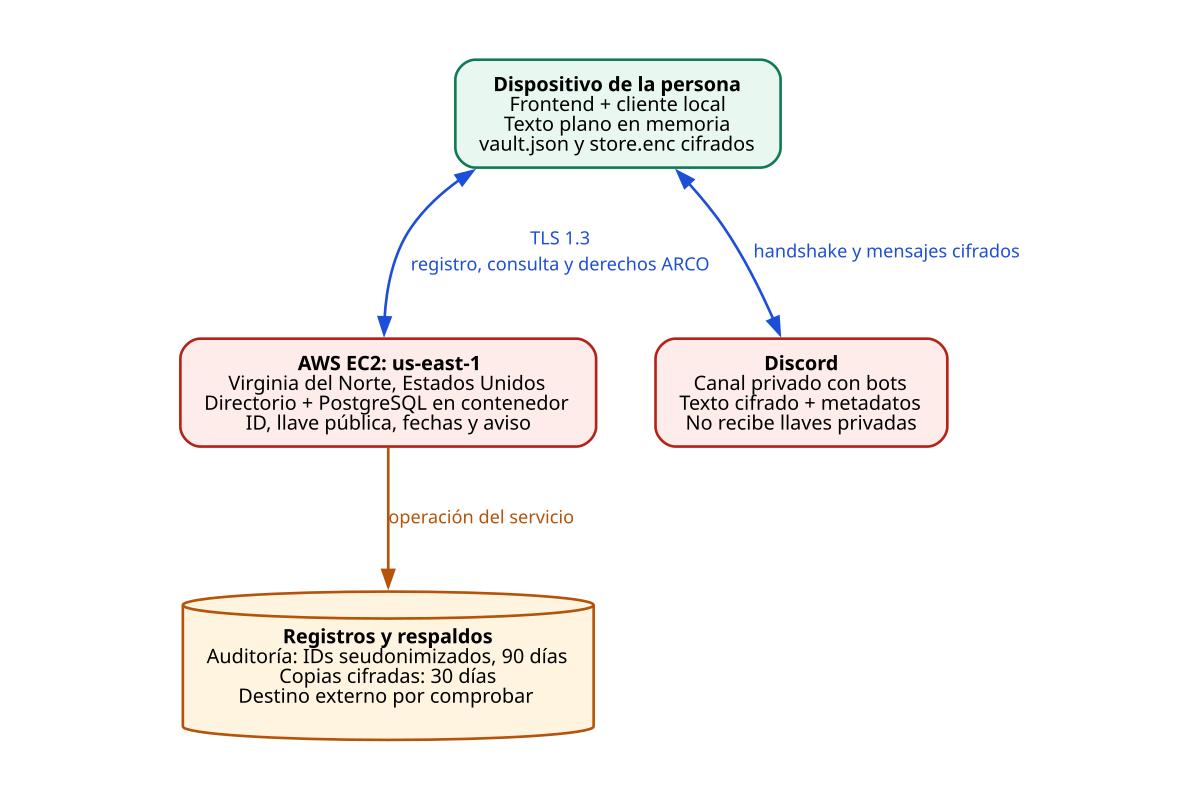 Dispositivo de la persona
Frontend + cliente local
Texto plano en memoria
vault.json y store.enc cifrados
TLS 1.3
registro, consulta y derechos ARCO
handshake y mensajes cifrados
AWS EC2: us-east-1
Virginia del Norte, Estados Unidos
Directorio + PostgreSQL en contenedor
ID, llave pública, fechas y aviso
Discord
Canal privado con bots
Texto cifrado + metadatos
No recibe llaves privadas
operación del servicio
Registros y respaldos
Auditoría: IDs seudonimizados, 90 días
Copias cifradas: 30 días
Destino externo por comprobar